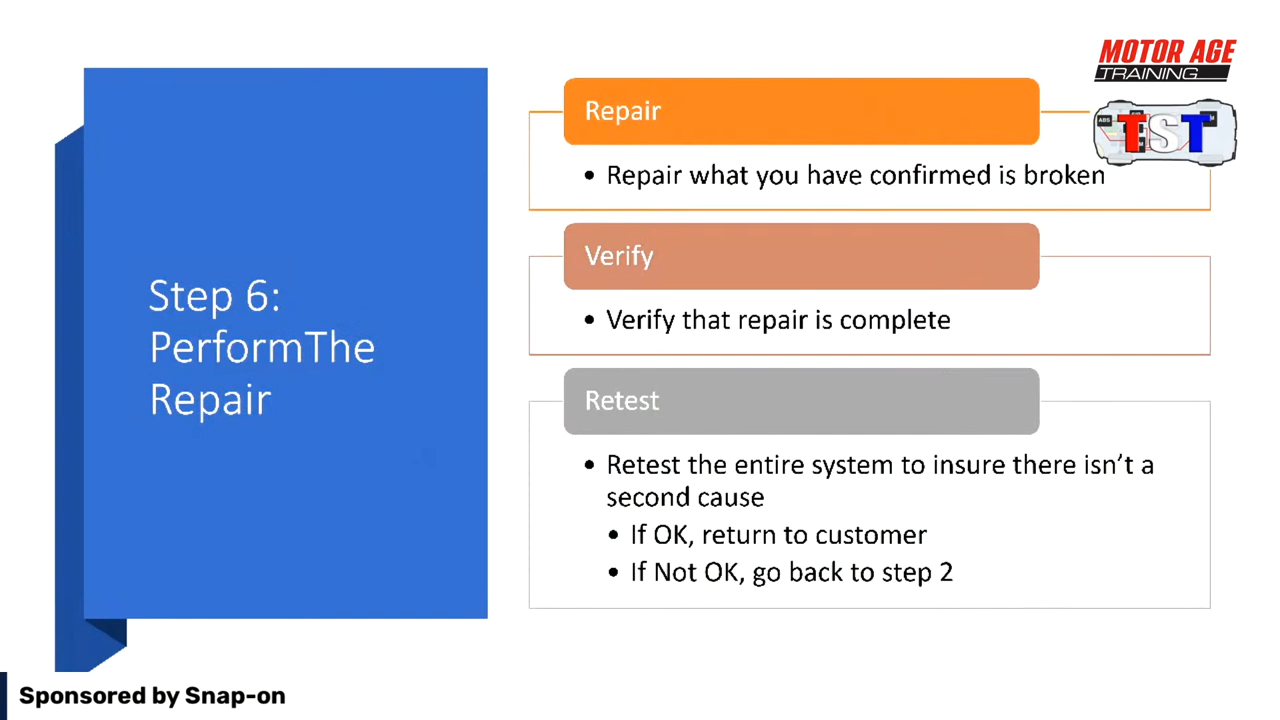 MOTOR AGE
TRAINING
ABS
TST
Step 6:
PerformThe
Repair
Repair
• Repair what you have confirmed is broken
Verify
• Verify that repair is complete
Retest
• Retest the entire system to insure there isn’t a
second cause
• If OK, return to customer
• If Not OK, go back to step 2
Sponsored by Snap-on